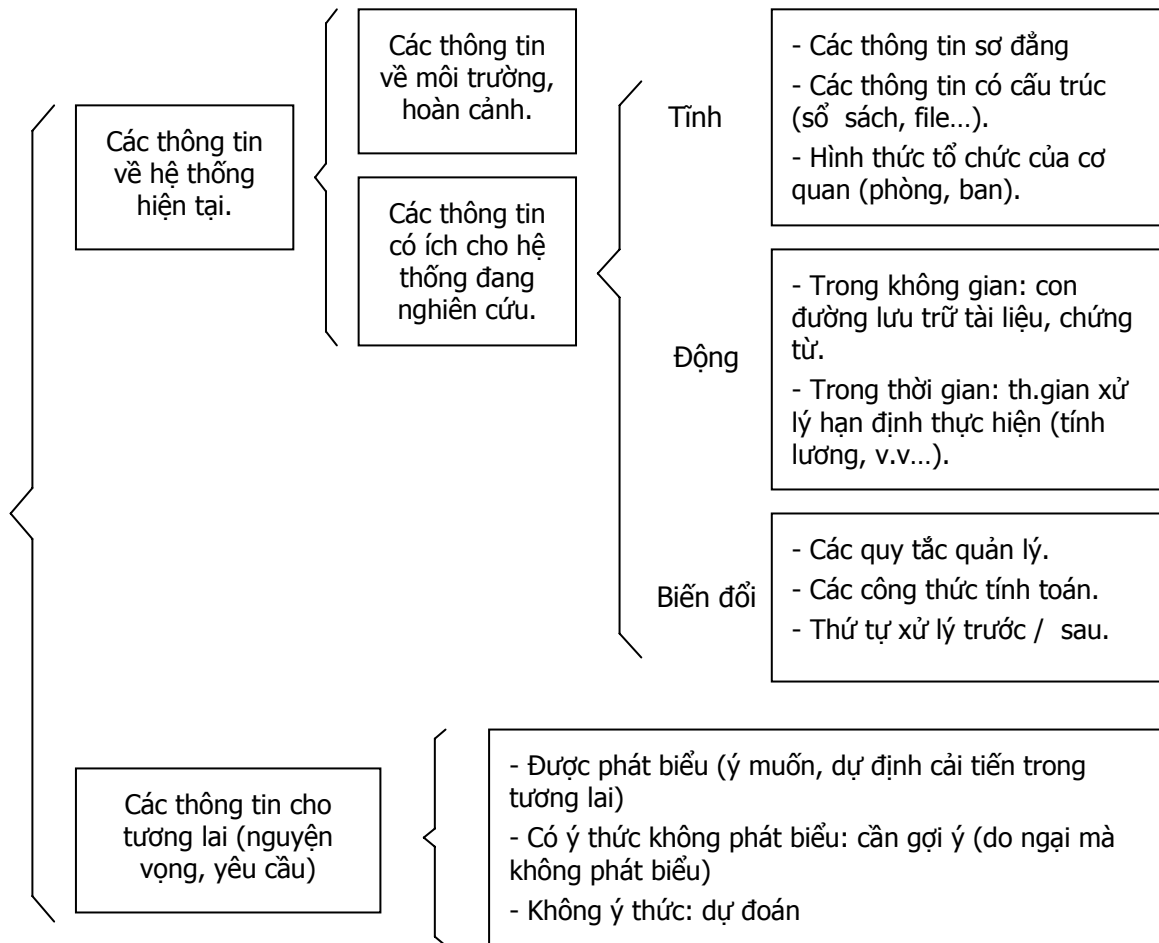 Các thông tin
về hệ thống
hiện tại.
Các thông tin
về môi trường,
hoàn cảnh.
Các thông tin
có ích cho hệ
thống đang
nghiên cứu.
Tĩnh
- Các thông tin sơ đẳng
- Các thông tin có cấu trúc
(sổ sách, file...).
- Hình thức tổ chức của cơ
quan (phòng, ban).
Động
- Trong không gian: con
đường lưu trữ tài liệu, chứng
từ.
- Trong thời gian: th.gian xử
lý hạn định thực hiện (tính
lương, v.v...).
Biến đổi
- Các quy tắc quản lý.
- Các công thức tính toán.
- Thứ tự xử lý trước / sau.
Các thông tin cho
tương lai (nguyện
vọng, yêu cầu)
- Được phát biểu (ý muốn, dự định cải tiến trong
tương lai)
- Có ý thức không phát biểu: cần gợi ý (do ngại mà
không phát biểu)
- Không ý thức: dự đoán